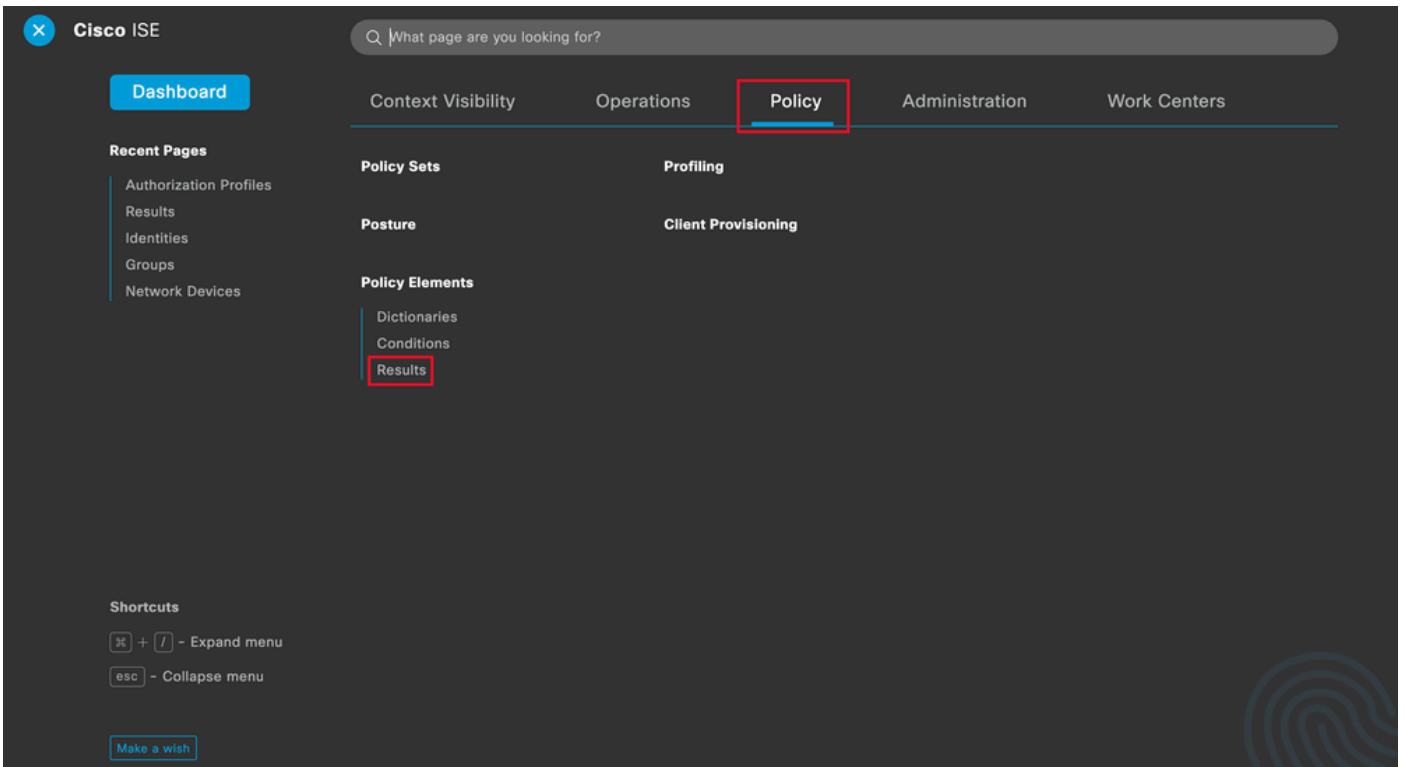 Cisco ISE
What page are you looking for?
Dashboard
Context Visibility
Operations
Policy
Administration
Work Centers
Recent Pages
Authorization Profiles
Results
Identities
Groups
Network Devices
Policy Sets
Profiling
Posture
Client Provisioning
Policy Elements
Dictionaries
Conditions
Results
Shortcuts
⌘ + / - Expand menu
esc - Collapse menu
Make a wish